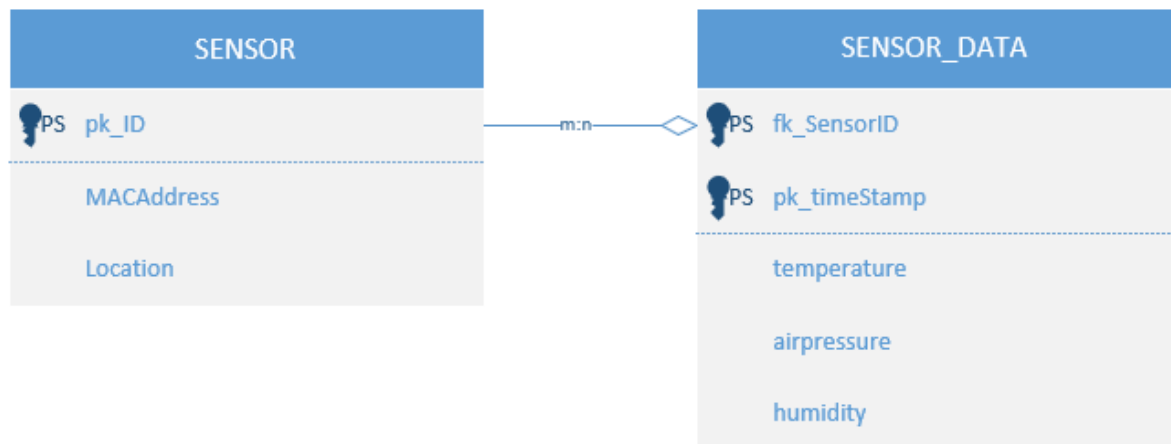 SENSOR
PS pk_ID
MACAddress
Location
m:n
SENSOR_DATA
PS fk_SensorID
PS pk_timeStamp
temperature
airpressure
humidity